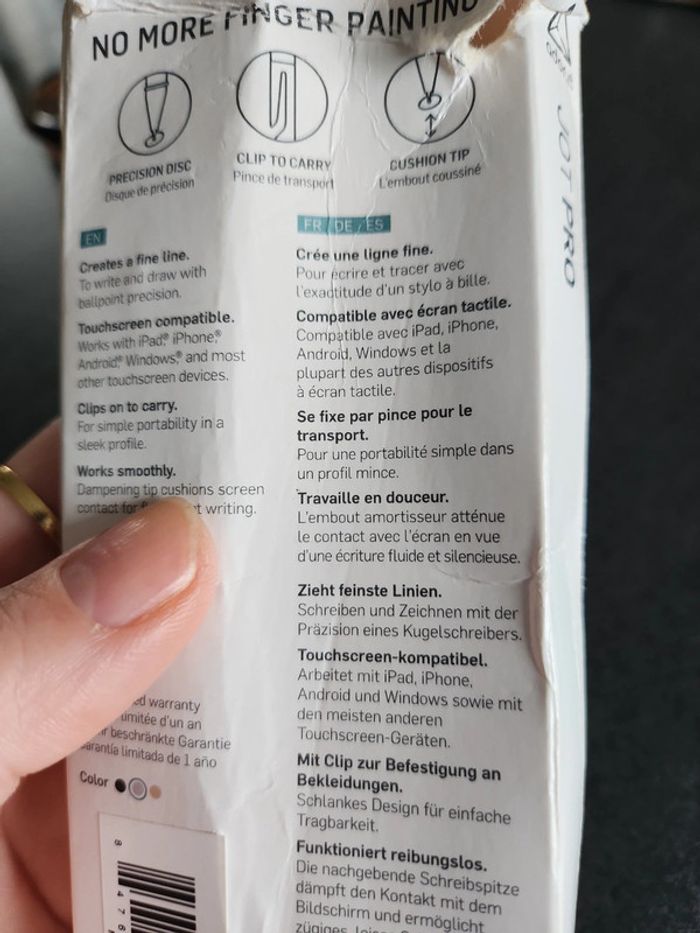 NO MORE FINGER PAINTING
PRECISION DISC
Disque de précision
CLIP TO CARRY
Pince de transport
CUSHION TIP
L'embout coussiné
JOT PRO
EN
Creates a fine line.
To write and draw with
ballpoint precision.
Touchscreen compatible.
Works with iPad,® iPhone,®
Android,® Windows,® and most
other touchscreen devices.
Clips on to carry.
For simple portability in a
sleek profile.
Works smoothly.
Dampening tip cushions screen
contact for writing.
warranty
d'un an
beschränkte Garantie
limitada de 1 año
Color
FR / DE / ES
Crée une ligne fine.
Pour écrire et tracer avec
l'exactitude d'un stylo à bille.
Compatible avec écran tactile.
Compatible avec iPad, iPhone,
Android, Windows et la
plupart des autres dispositifs
à écran tactile.
Se fixe par pince pour le
transport.
Pour une portabilité simple dans
un profil mince.
Travaille en douceur.
L'embout amortisseur atténue
le contact avec l'écran en vue
d'une écriture fluide et silencieuse.
Zieht feinste Linien.
Schreiben und Zeichnen mit der
Präzision eines Kugelschreibers.
Touchscreen-kompatibel.
Arbeitet mit iPad, iPhone,
Android und Windows sowie mit
den meisten anderen
Touchscreen-Geräten.
Mit Clip zur Befestigung an
Bekleidungen.
Schlankes Design für einfache
Tragbarkeit.
Funktioniert reibungslos.
Die nachgebende Schreibspitze
dämpft den Kontakt mit dem
Bildschirm und ermöglicht
8 476